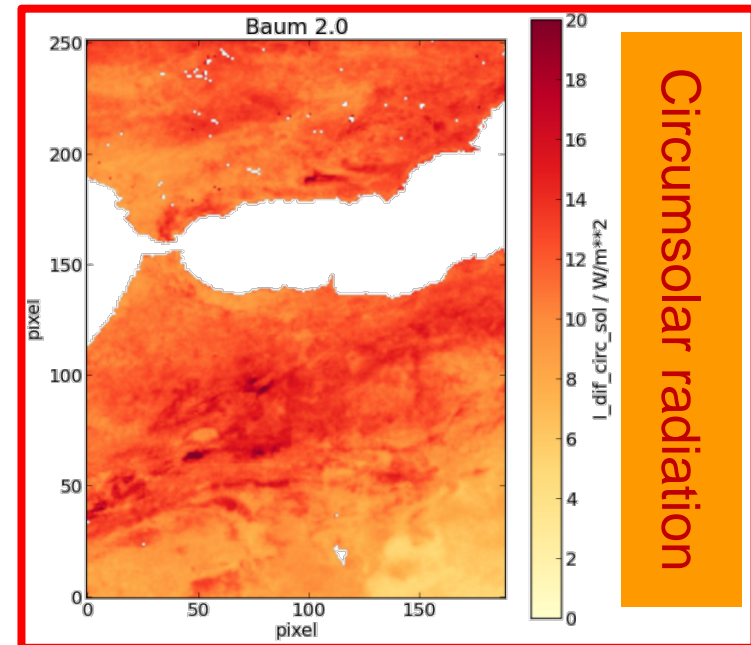 Baum 2.0
250
200
150
100
50
0
pixel
0 50 100 150
pixel
20
18
16
14
12
10
8
6
4
2
0
I_dif_circ_sol / W/m**2
Circumsolar radiation